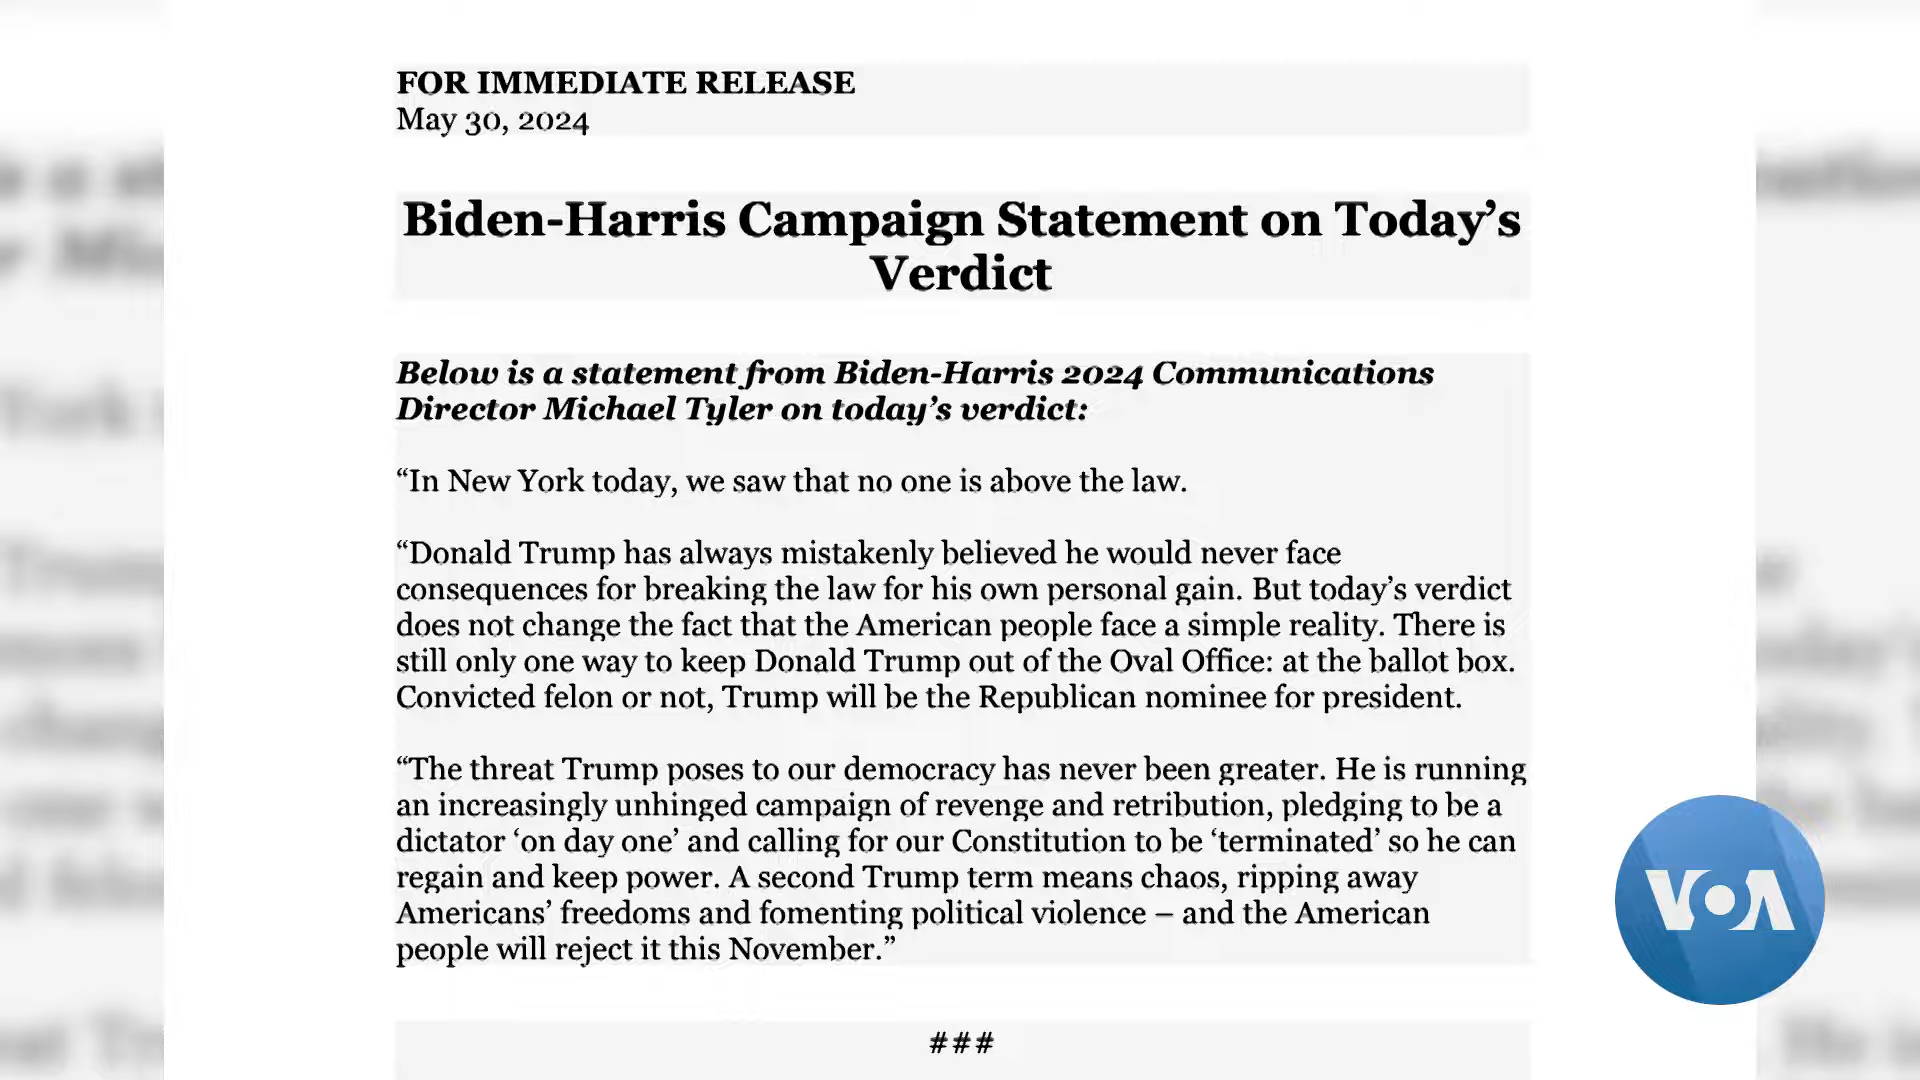 FOR IMMEDIATE RELEASE
May 30, 2024
Biden-Harris Campaign Statement on Today’s
Verdict
Below is a statement from Biden-Harris 2024 Communications
Director Michael Tyler on today’s verdict:
“In New York today, we saw that no one is above the law.
“Donald Trump has always mistakenly believed he would never face
consequences for breaking the law for his own personal gain. But today’s verdict
does not change the fact that the American people face a simple reality. There is
still only one way to keep Donald Trump out of the Oval Office: at the ballot box.
Convicted felon or not, Trump will be the Republican nominee for president.
“The threat Trump poses to our democracy has never been greater. He is running
an increasingly unhinged campaign of revenge and retribution, pledging to be a
dictator ‘on day one’ and calling for our Constitution to be ‘terminated’ so he can
regain and keep power. A second Trump term means chaos, ripping away
Americans’ freedoms and fomenting political violence – and the American
people will reject it this November.”
VOA
###